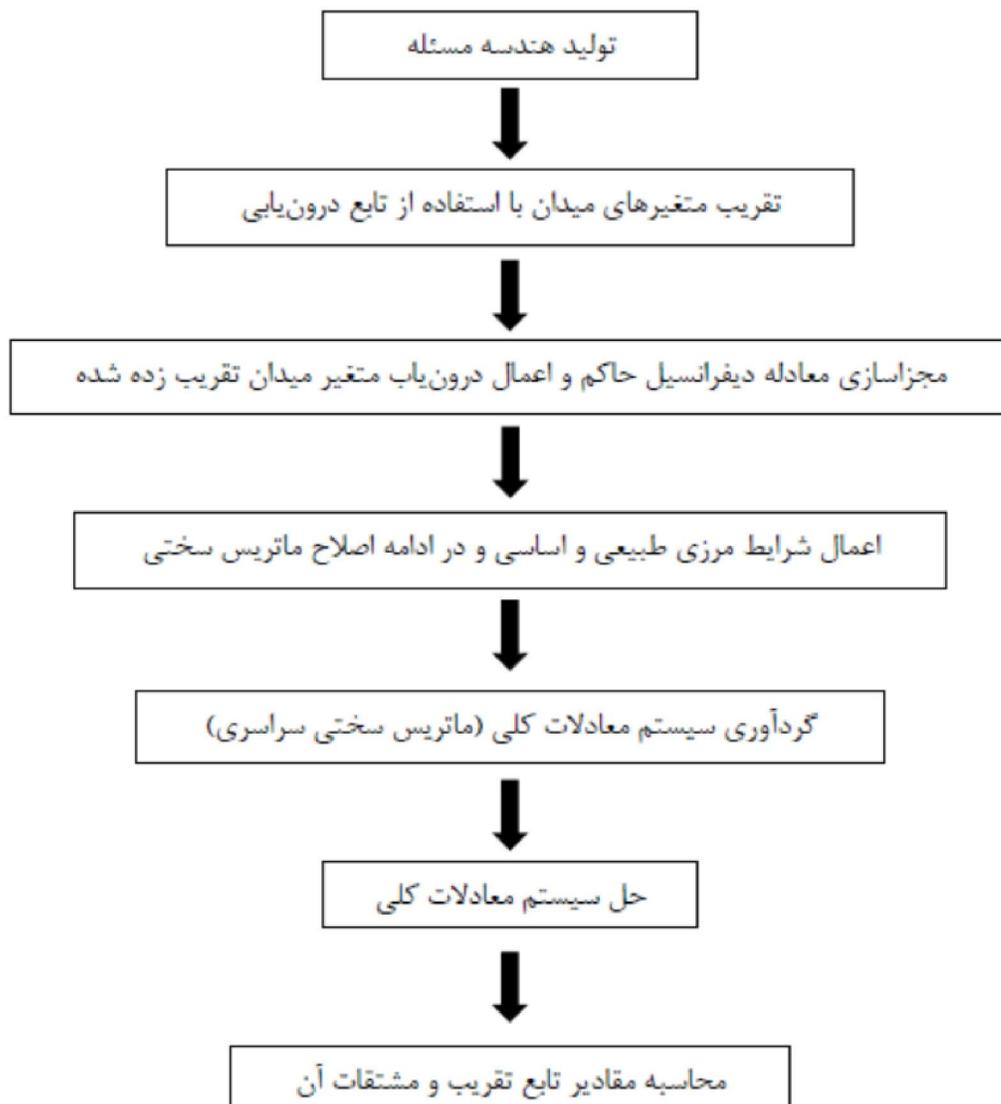 تولید هندسه مسئله
تقریب متغیرهای میدان با استفاده از تابع درون‌یابی
مجزاسازی معادله دیفرانسیل حاکم و اعمال درون‌یاب متغیر میدان تقریب زده شده
اعمال شرایط مرزی طبیعی و اساسی و در ادامه اصلاح ماتریس سختی
گردآوری سیستم معادلات کلی (ماتریس سختی سراسری)
حل سیستم معادلات کلی
محاسبه مقادیر تابع تقریب و مشتقات آن